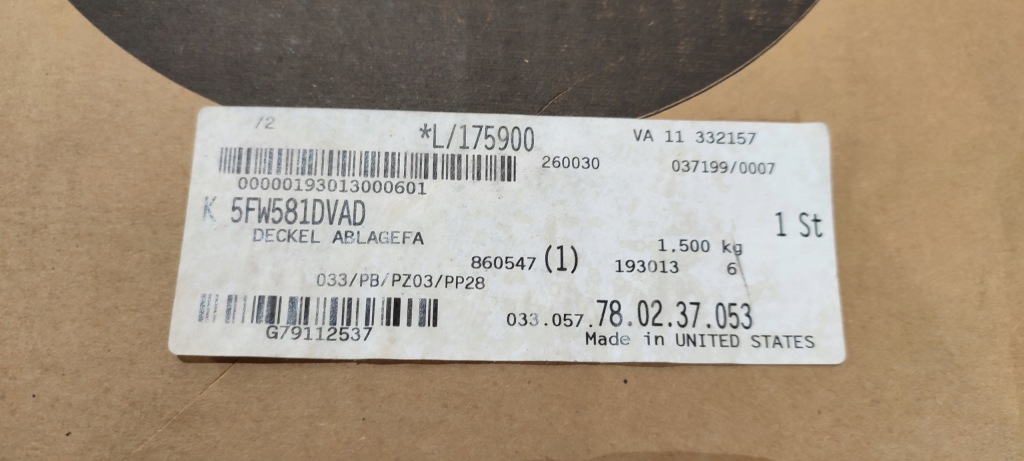 /2 *L/175900 VA 11 332157
260030 037199/0007
00000193013000601
K 5FW581DVAD 1 St
DECKEL ABLAGEFA
860547 (1) 1,500 kg
193013 6
033/PB/PZ03/PP28
033.057.78.02.37.053
G79112537
Made in UNITED STATES